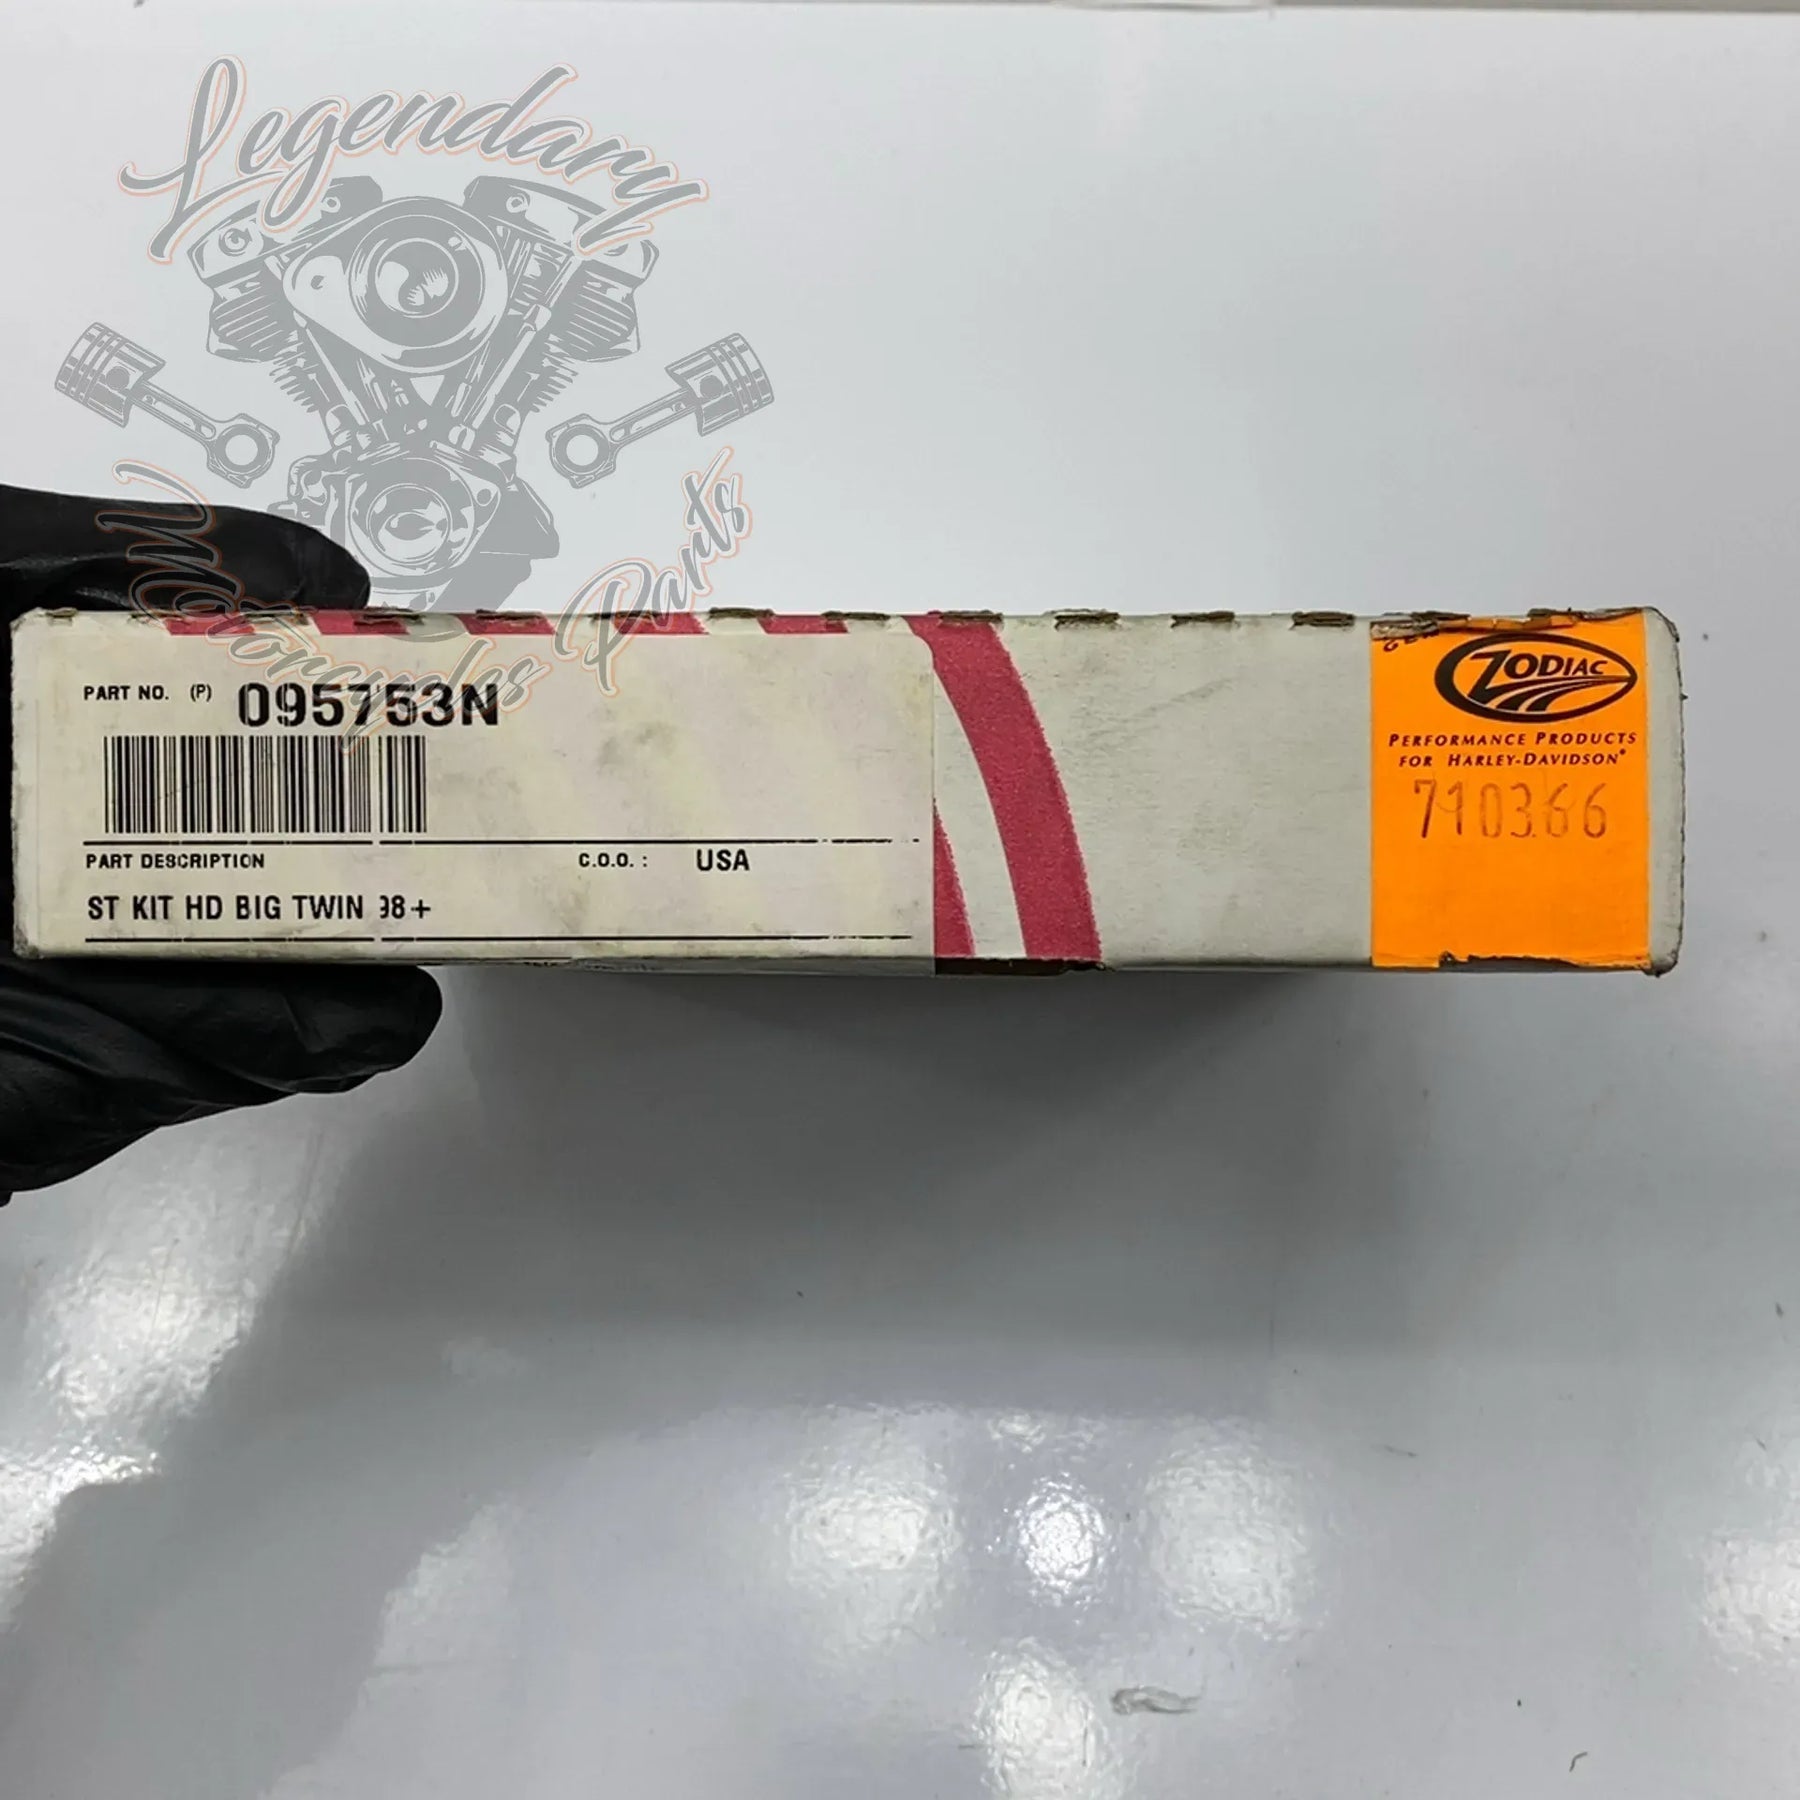 Legendary
Motorcycles Parts
PART NO. (P) 095753N
PART DESCRIPTION C.O.O. : USA
ST KIT HD BIG TWIN 98+
ZODIAC
PERFORMANCE PRODUCTS
FOR HARLEY-DAVIDSON®
710366